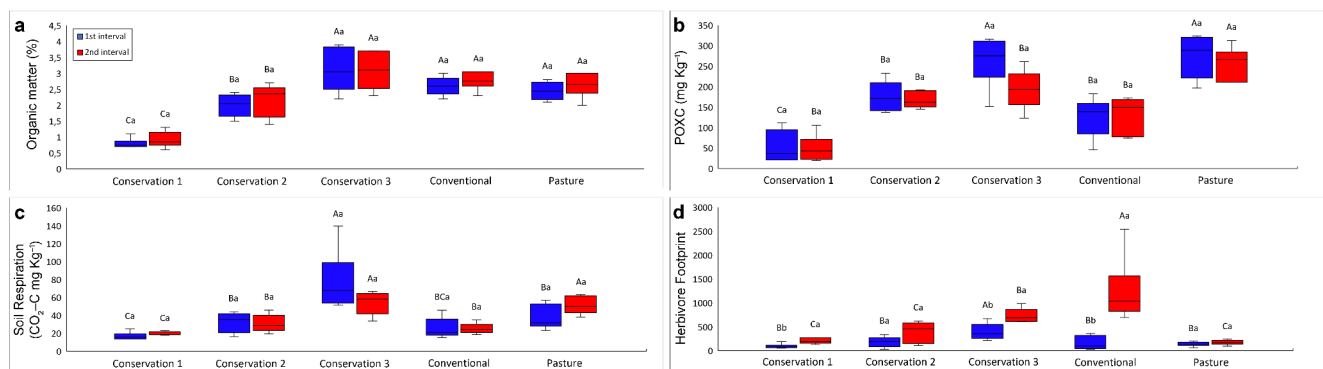 a
Organic matter (%)
4,5
4
3,5
3
2,5
2
1,5
1
0,5
0
1st interval
2nd interval
Ca Ca Ba Ba Aa Aa Aa Aa Aa Aa
Conservation 1 Conservation 2 Conservation 3 Conventional Pasture
b
POXC (mg Kg⁻¹)
350
300
250
200
150
100
50
0
Ca Ba Ba Ba Aa Ba Ba Ba Aa Aa
Conservation 1 Conservation 2 Conservation 3 Conventional Pasture
c
Soil Respiration
(CO₂–C mg Kg⁻¹)
160
140
120
100
80
60
40
20
0
Ca Ca Ba Ba Aa Aa BCa Ba Ba Aa
Conservation 1 Conservation 2 Conservation 3 Conventional Pasture
d
Herbivore Footprint
3000
2500
2000
1500
1000
500
0
Bb Ca Ba Ca Ab Ba Bb Aa Ba Ca
Conservation 1 Conservation 2 Conservation 3 Conventional Pasture